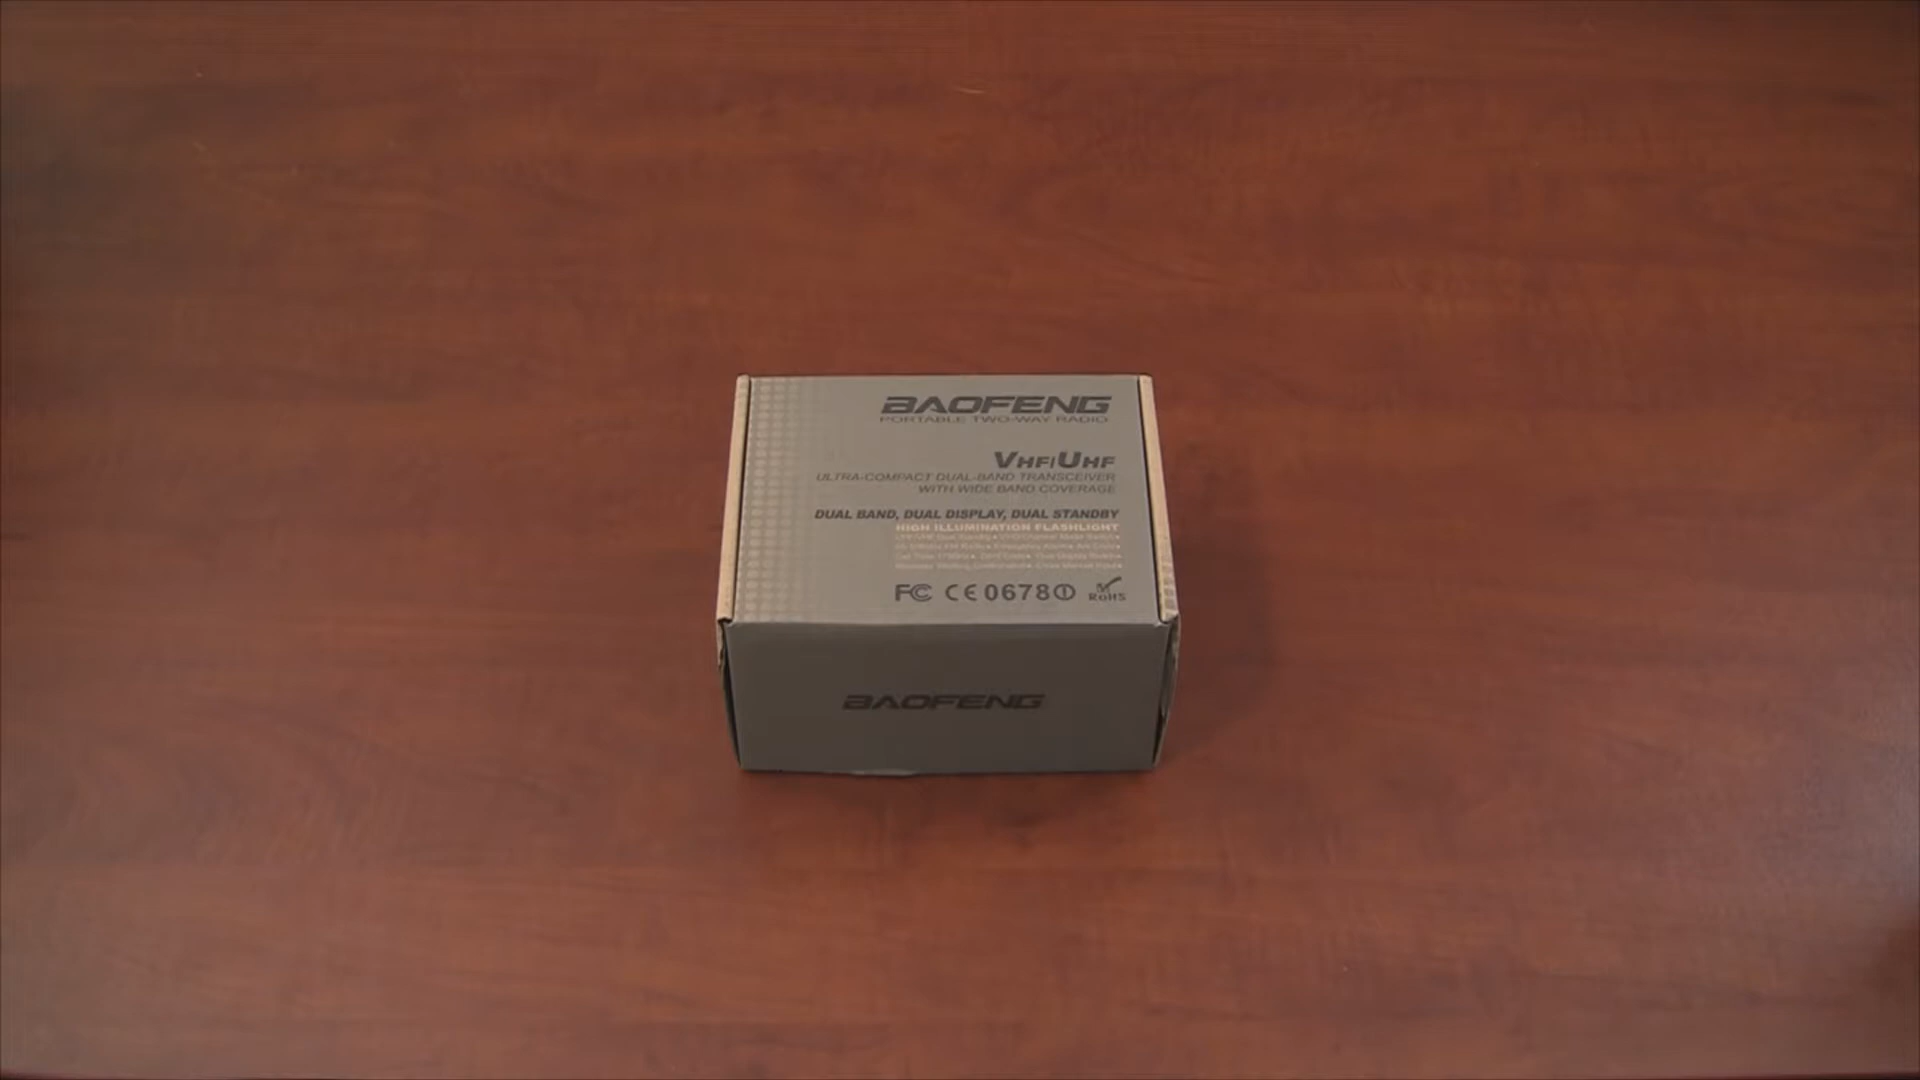 BAOFENG
PORTABLE TWO-WAY RADIO
VHF/UHF
ULTRA-COMPACT DUAL-BAND TRANSCEIVER
WITH WIDE BAND COVERAGE
DUAL BAND, DUAL DISPLAY, DUAL STANDBY
HIGH ILLUMINATION FLASHLIGHT
FC CE0678
RoHS
BAOFENG